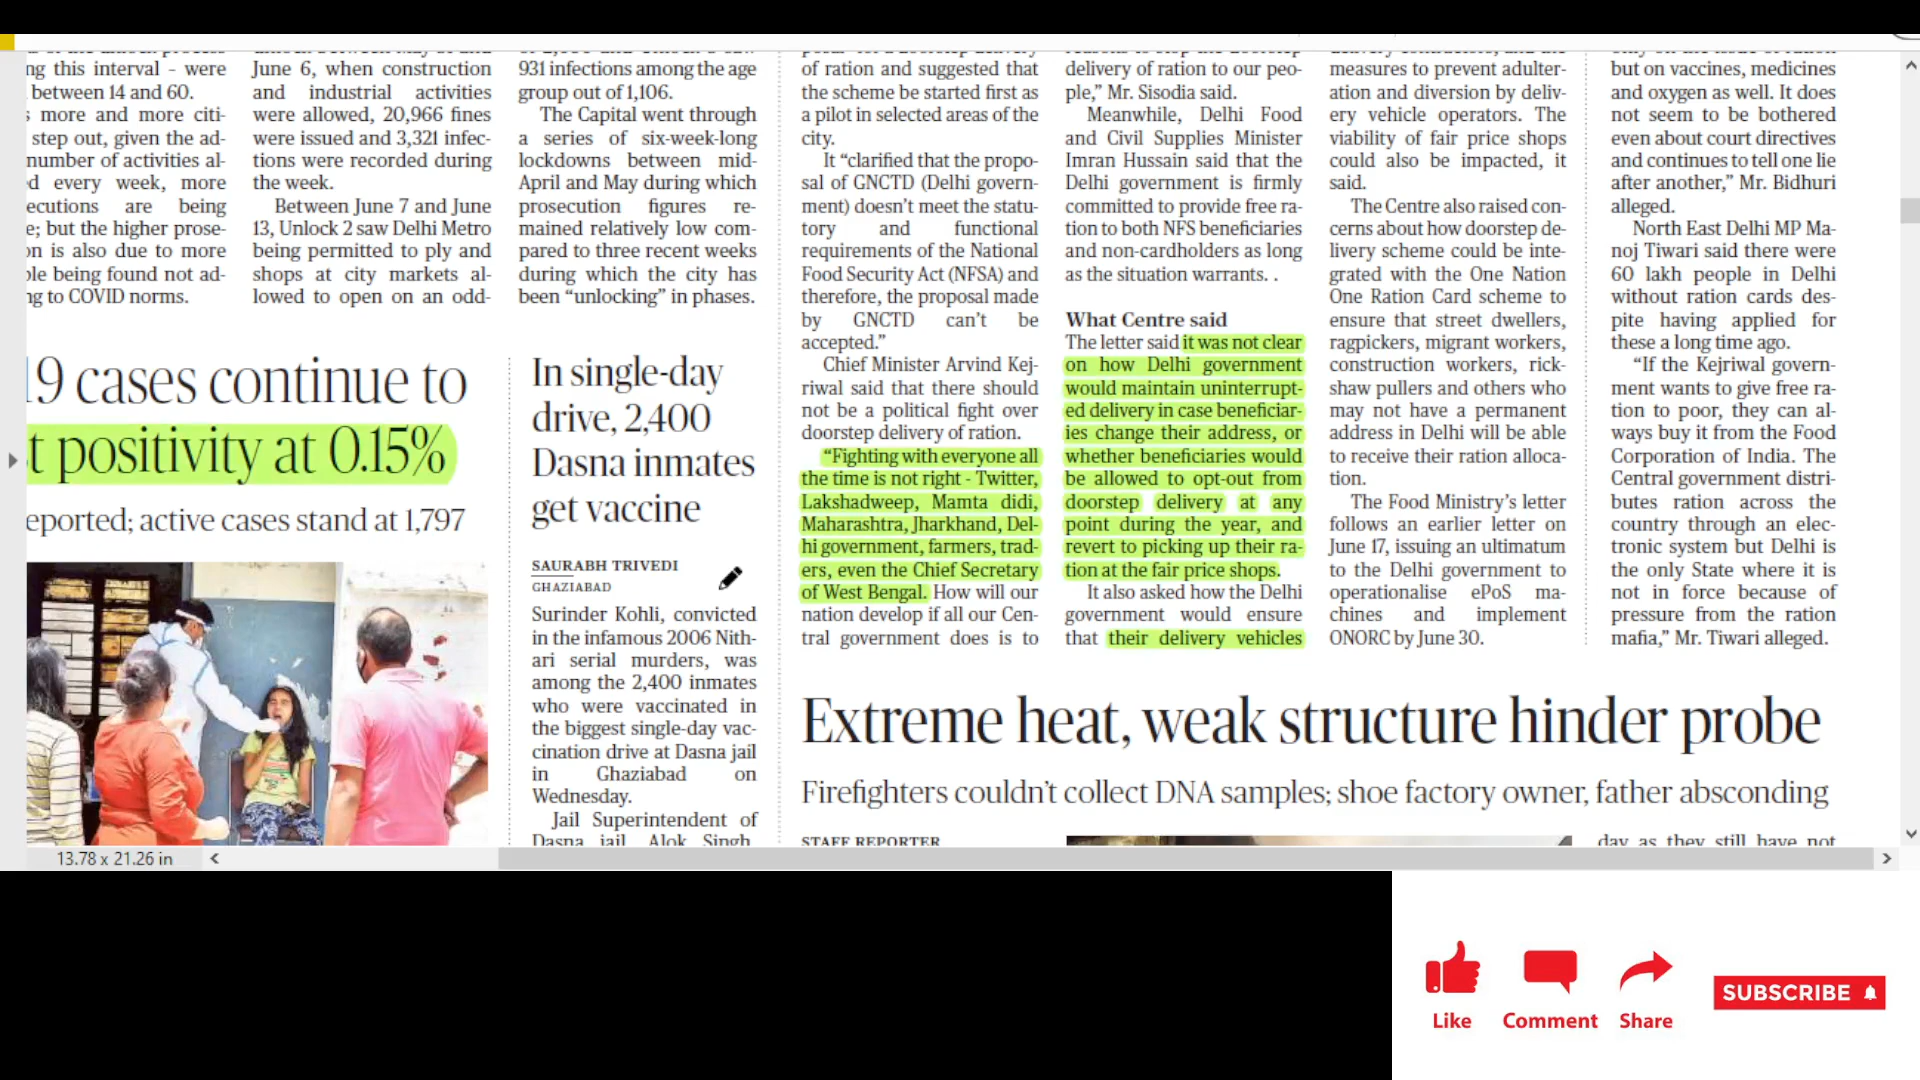 ng this interval - were
between 14 and 60.
more and more citi-
step out, given the ad-
number of activities al-
every week, more
ecutions are being
e; but the higher prose-
on is also due to more
ple being found not ad-
ng to COVID norms.
June 6, when construction
and industrial activities
were allowed, 20,966 fines
were issued and 3,321 infec-
tions were recorded during
the week.
Between June 7 and June
13, Unlock 2 saw Delhi Metro
being permitted to ply and
shops at city markets al-
lowed to open on an odd-
931 infections among the age
group out of 1,106.
The Capital went through
a series of six-week-long
lockdowns between mid-
April and May during which
prosecution figures re-
mained relatively low com-
pared to three recent weeks
during which the city has
been “unlocking” in phases.
19 cases continue to
t positivity at 0.15%
eported; active cases stand at 1,797
In single-day
drive, 2,400
Dasna inmates
get vaccine
SAURABH TRIVEDI
GHAZIABAD
Surinder Kohli, convicted
in the infamous 2006 Nith-
ari serial murders, was
among the 2,400 inmates
who were vaccinated in
the biggest single-day vac-
cination drive at Dasna jail
in Ghaziabad on
Wednesday.
Jail Superintendent of
Dasna jail, Alok Singh,
of ration and suggested that
the scheme be started first as
a pilot in selected areas of the
city.
It “clarified that the propo-
sal of GNCTD (Delhi govern-
ment) doesn’t meet the statu-
tory and functional
requirements of the National
Food Security Act (NFSA) and
therefore, the proposal made
by GNCTD can’t be
accepted.”
Chief Minister Arvind Kej-
riwal said that there should
not be a political fight over
doorstep delivery of ration.
“Fighting with everyone all
the time is not right - Twitter,
Lakshadweep, Mamta didi,
Maharashtra, Jharkhand, Del-
hi government, farmers, trad-
ers, even the Chief Secretary
of West Bengal. How will our
nation develop if all our Cen-
tral government does is to
delivery of ration to our peo-
ple,” Mr. Sisodia said.
Meanwhile, Delhi Food
and Civil Supplies Minister
Imran Hussain said that the
Delhi government is firmly
committed to provide free ra-
tion to both NFS beneficiaries
and non-cardholders as long
as the situation warrants. .
What Centre said
The letter said it was not clear
on how Delhi government
would maintain uninterrupt-
ed delivery in case beneficiar-
ies change their address, or
whether beneficiaries would
be allowed to opt-out from
doorstep delivery at any
point during the year, and
revert to picking up their ra-
tion at the fair price shops.
It also asked how the Delhi
government would ensure
that their delivery vehicles
measures to prevent adulter-
ation and diversion by deliv-
ery vehicle operators. The
viability of fair price shops
could also be impacted, it
said.
The Centre also raised con-
cerns about how doorstep de-
livery scheme could be inte-
grated with the One Nation
One Ration Card scheme to
ensure that street dwellers,
ragpickers, migrant workers,
construction workers, rick-
shaw pullers and others who
may not have a permanent
address in Delhi will be able
to receive their ration alloca-
tion.
The Food Ministry’s letter
follows an earlier letter on
June 17, issuing an ultimatum
to the Delhi government to
operationalise ePoS ma-
chines and implement
ONORC by June 30.
but on vaccines, medicines
and oxygen as well. It does
not seem to be bothered
even about court directives
and continues to tell one lie
after another,” Mr. Bidhuri
alleged.
North East Delhi MP Ma-
noj Tiwari said there were
60 lakh people in Delhi
without ration cards des-
pite having applied for
these a long time ago.
“If the Kejriwal govern-
ment wants to give free ra-
tion to poor, they can al-
ways buy it from the Food
Corporation of India. The
Central government distri-
butes ration across the
country through an elec-
tronic system but Delhi is
the only State where it is
not in force because of
pressure from the ration
mafia,” Mr. Tiwari alleged.
Extreme heat, weak structure hinder probe
Firefighters couldn’t collect DNA samples; shoe factory owner, father absconding
STAFF REPORTER
day as they still have not
13.78 x 21.26 in
Like
Comment
Share
SUBSCRIBE